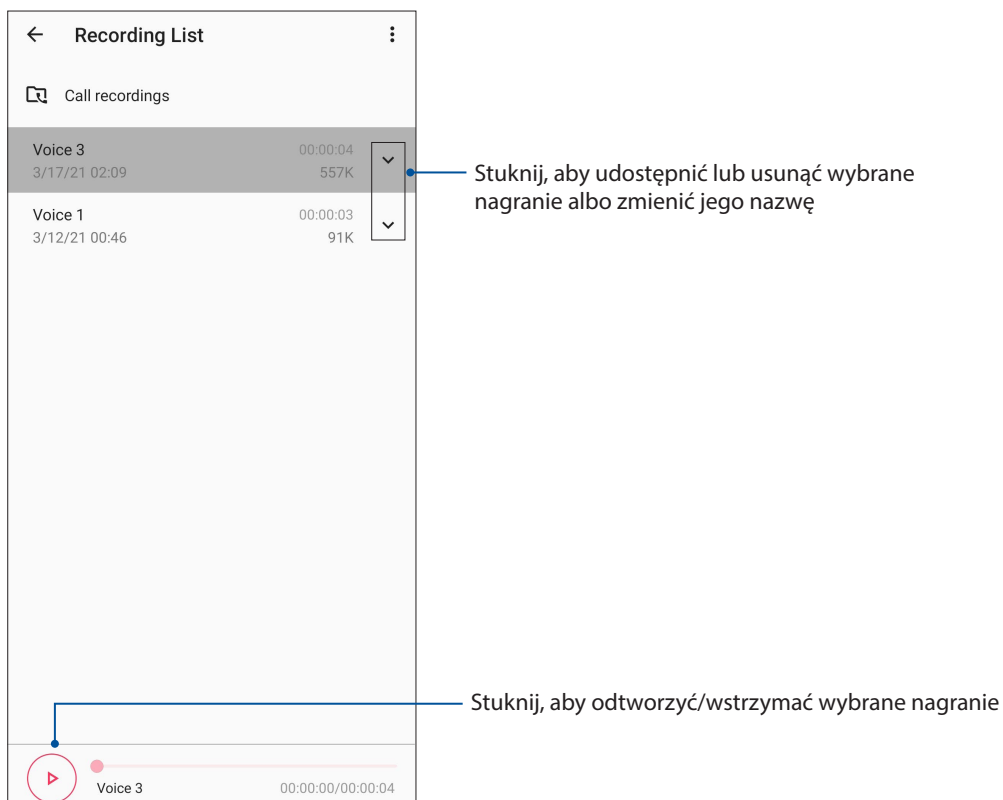 Recording List
Call recordings
Voice 3 00:00:04
3/17/21 02:09 557K
Stuknij, aby udostępnić lub usunąć wybrane
nagranie albo zmienić jego nazwę
Voice 1 00:00:03
3/12/21 00:46 91K
Stuknij, aby odtworzyć/wstrzymać wybrane nagranie
Voice 3 00:00:00/00:00:04